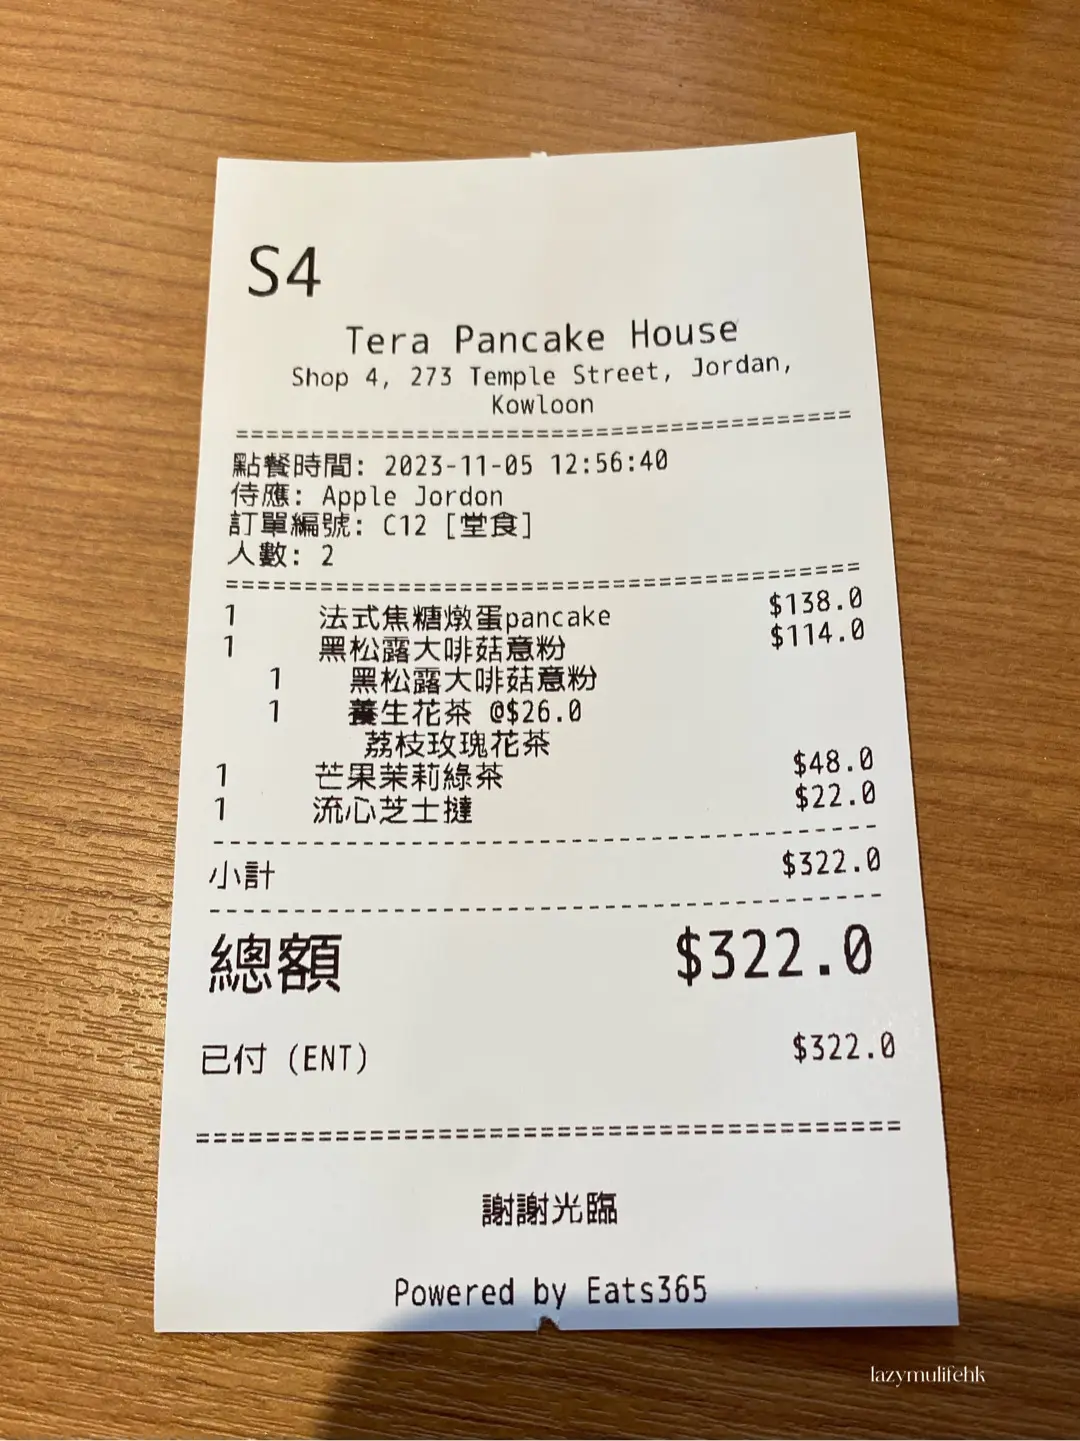 S4
Tera Pancake House
Shop 4, 273 Temple Street, Jordan,
Kowloon
=========================================
點餐時間: 2023-11-05 12:56:40
侍應: Apple Jordon
訂單編號: C12 [堂食]
人數: 2
=========================================
1 法式焦糖燉蛋pancake $138.0
1 黑松露大啡菇意粉 $114.0
1 黑松露大啡菇意粉
1 養生花茶 @$26.0
荔枝玫瑰花茶
1 芒果茉莉綠茶 $48.0
1 流心芝士撻 $22.0
-----------------------------------------
小計 $322.0
-----------------------------------------
總額 $322.0
已付 (ENT) $322.0
=========================================
謝謝光臨
Powered by Eats365
lazymulifehk